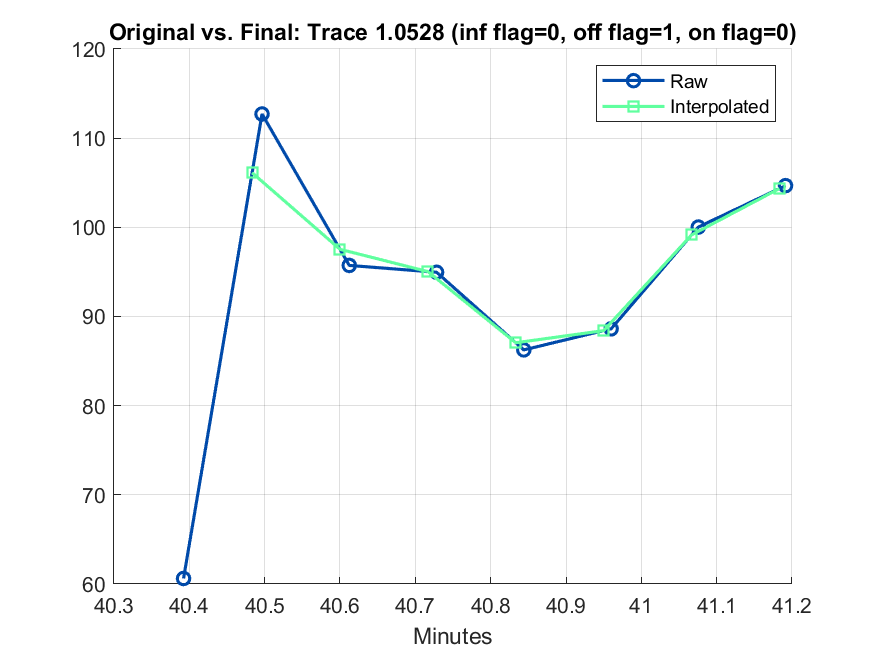 Original vs. Final: Trace 1.0528 (inf flag=0, off flag=1, on flag=0)
120
110
100
90
80
70
60
Raw
Interpolated
40.3 40.4 40.5 40.6 40.7 40.8 40.9 41 41.1 41.2
Minutes